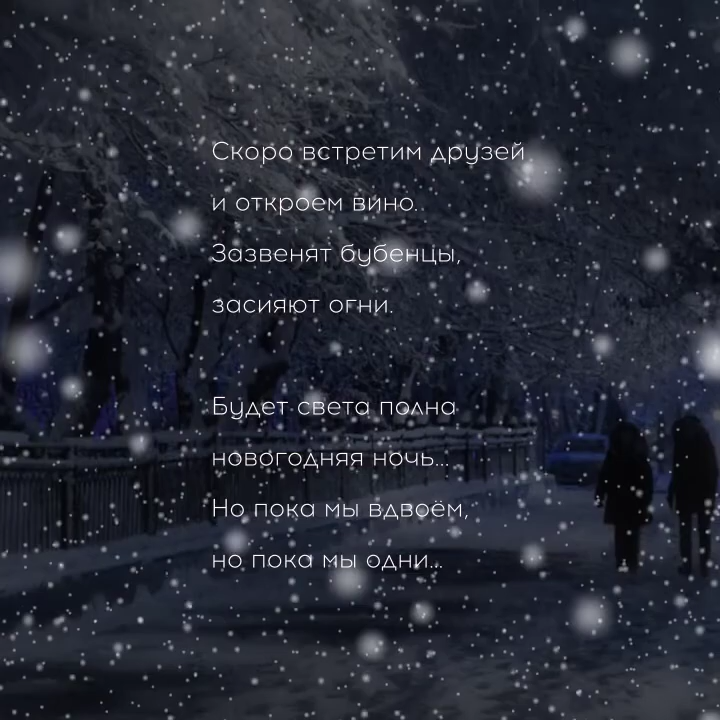 Скоро встретим друзей
и откроем вино..
Зазвенят бубенцы,
засияют огни.
Будет света полна
новогодняя ночь...
Но пока мы вдвоём,
но пока мы одни...